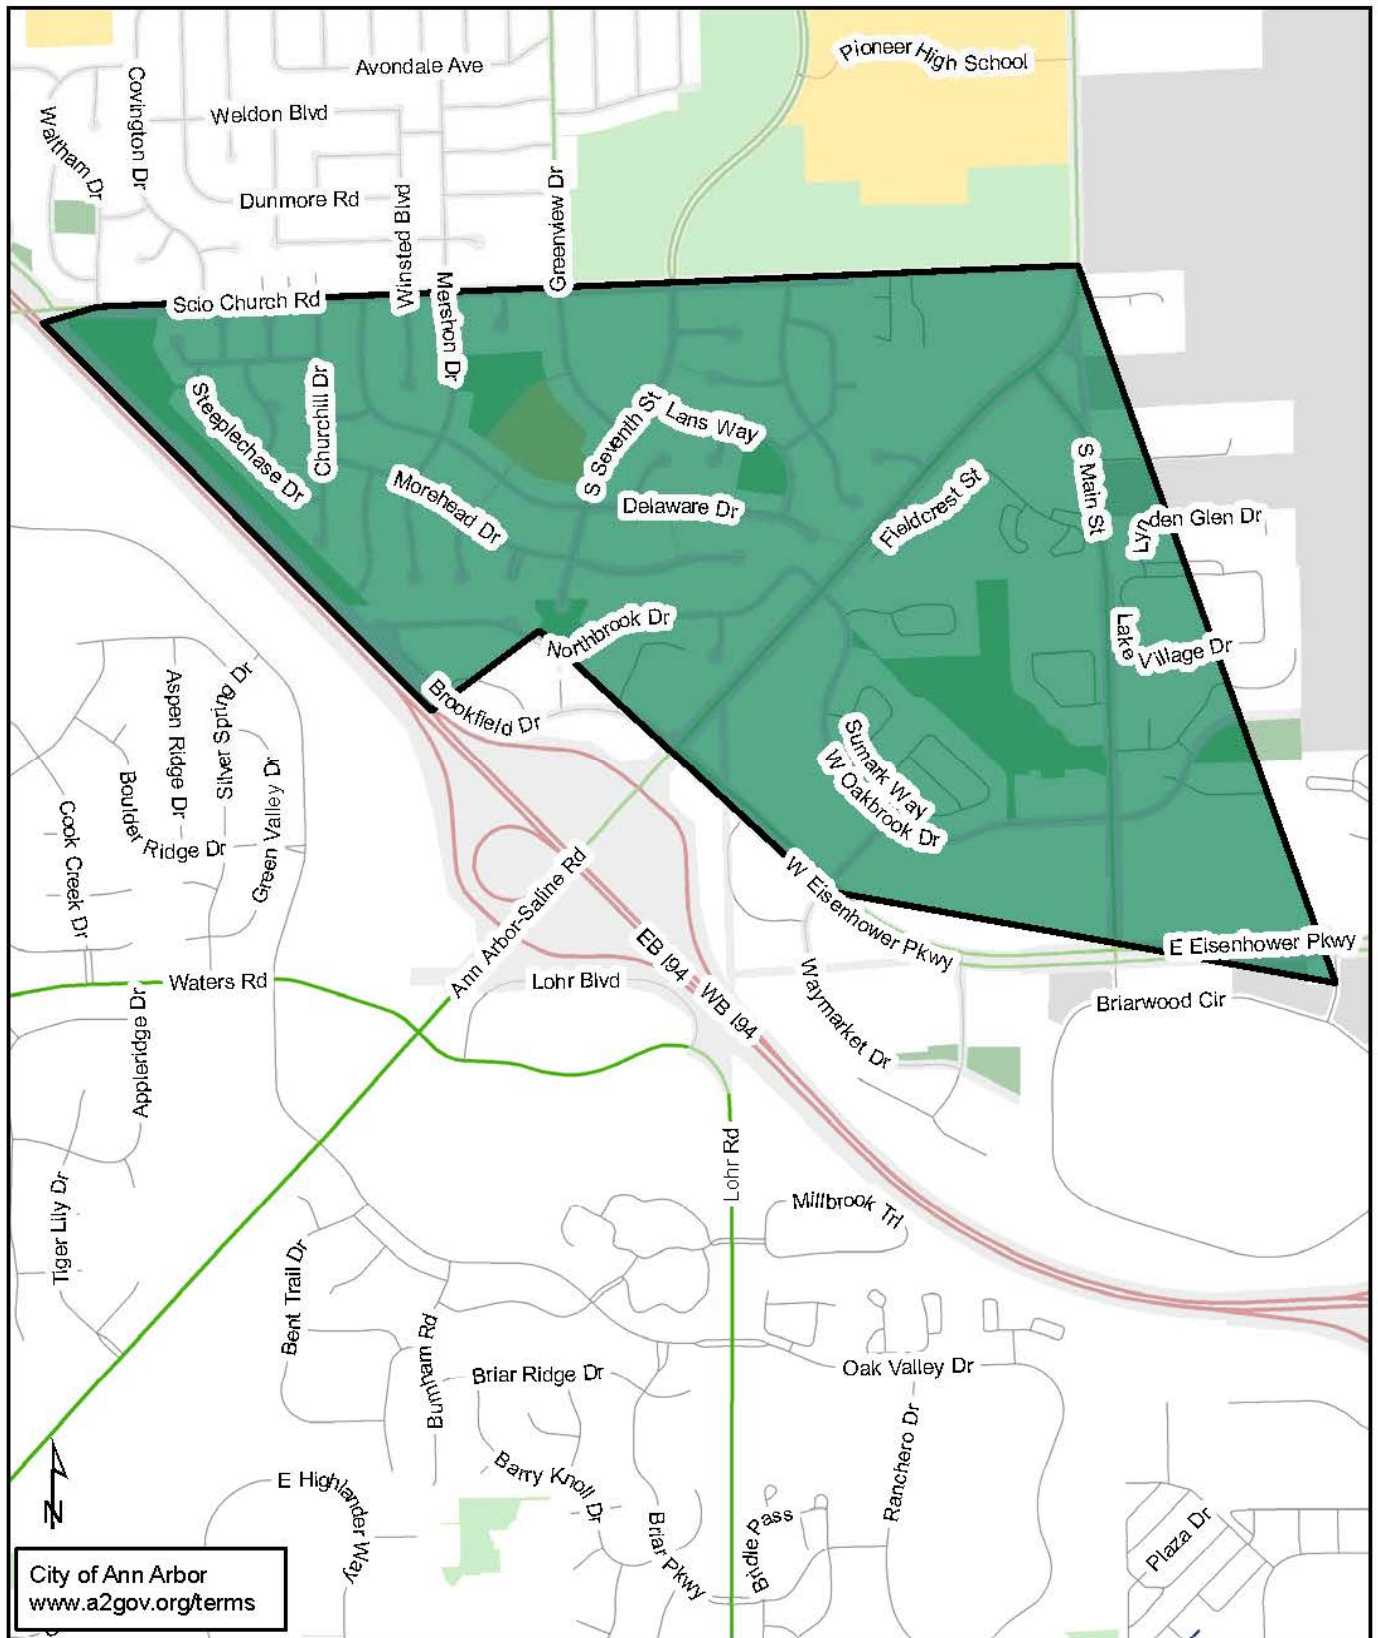 Avondale Ave
Pioneer High School
Covington Dr
Weldon Blvd
Waltham Dr
Dunmore Rd
Winsted Blvd
Greenview Dr
Scio Church Rd
Mershon Dr
Steeplechase Dr
Churchill Dr
S Seventh St
Lans Way
Morehead Dr
Delaware Dr
Fieldcrest St
S Main St
Lynden Glen Dr
Lake Village Dr
Northbrook Dr
Brookfield Dr
Aspen Ridge Dr
Silver Spring Dr
Green Valley Dr
Boulder Ridge Dr
Cook Creek Dr
Sumark Way
W Oakbrook Dr
W Eisenhower Pkwy
E Eisenhower Pkwy
Ann Arbor-Saline Rd
EB I94
WB I94
Waters Rd
Lohr Blvd
Briarwood Cir
Waymarket Dr
Appleridge Dr
Lohr Rd
Tiger Lily Dr
Millbrook Trl
Bent Trail Dr
Burnham Rd
Briar Ridge Dr
Oak Valley Dr
Ranchero Dr
Barry Knoll Dr
E Highlander Way
Briar Pkwy
Bridle Pass
Plaza Dr
N
City of Ann Arbor
www.a2gov.org/terms